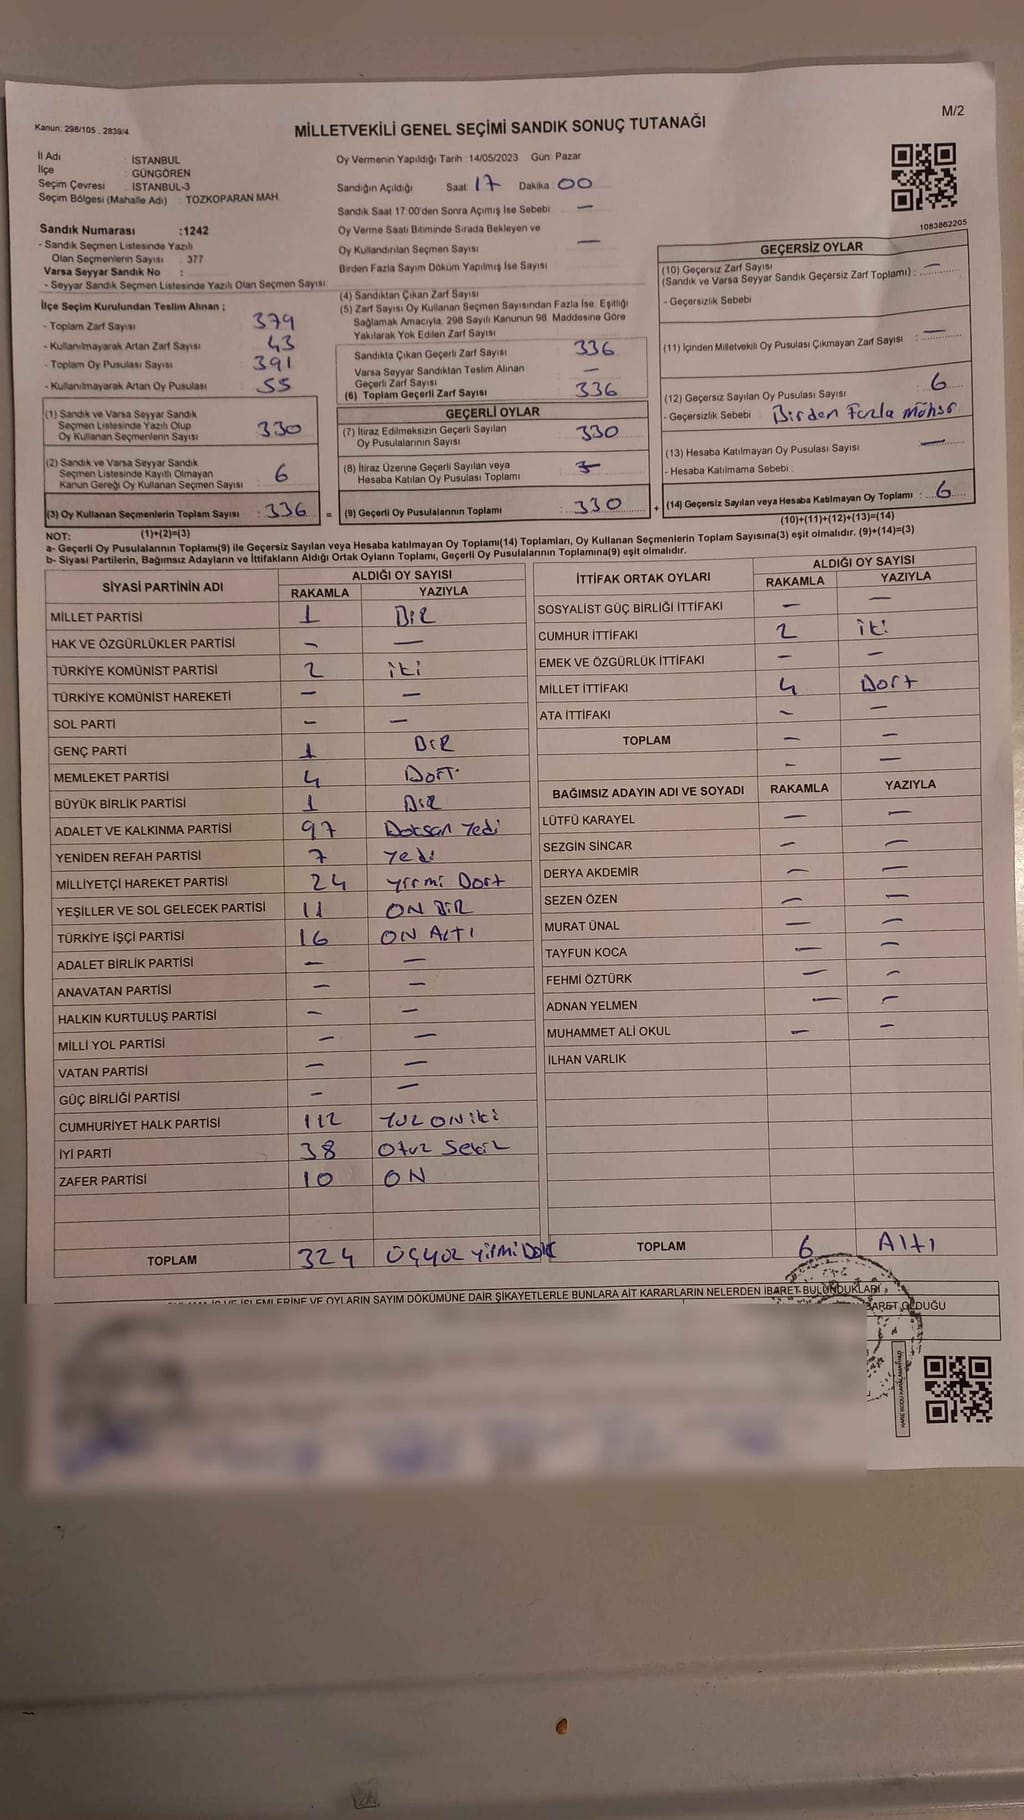 M/2
Kanun: 298/105 . 2839/4
MİLLETVEKİLİ GENEL SEÇİMİ SANDIK SONUÇ TUTANAĞI
İl Adı : İSTANBUL
İlçe : GÜNGÖREN
Seçim Çevresi : İSTANBUL-3
Seçim Bölgesi (Mahalle Adı) : TOZKOPARAN MAH
Sandık Numarası :1242
- Sandık Seçmen Listesinde Yazılı
Olan Seçmenlerin Sayısı : 377
Varsa Seyyar Sandık No :
- Seyyar Sandık Seçmen Listesinde Yazılı Olan Seçmen Sayısı :
İlçe Seçim Kurulundan Teslim Alınan ;
- Toplam Zarf Sayısı 379
- Kullanılmayarak Artan Zarf Sayısı : 43
- Toplam Oy Pusulası Sayısı 391
- Kullanılmayarak Artan Oy Pusulası 55
Oy Vermenin Yapıldığı Tarih : 14/05/2023 Gün: Pazar
Sandığın Açıldığı Saat 17 Dakika 00
Sandık Saat 17:00'den Sonra Açımış İse Sebebi —
Oy Verme Saati Bitiminde Sırada Bekleyen ve
Oy Kullandırılan Seçmen Sayısı —
Birden Fazla Sayım Döküm Yapılmış İse Sayısı
(4) Sandıktan Çıkan Zarf Sayısı
(5) Zarf Sayısı Oy Kullanan Seçmen Sayısından Fazla İse, Eşitliği
Sağlamak Amacıyla, 298 Sayılı Kanunun 98. Maddesine Göre
Yakılarak Yok Edilen Zarf Sayısı
Sandıkta Çıkan Geçerli Zarf Sayısı 336
Varsa Seyyar Sandıktan Teslim Alınan
Geçerli Zarf Sayısı —
(6) Toplam Geçerli Zarf Sayısı : 336
1083862205
GEÇERSİZ OYLAR
(10) Geçersiz Zarf Sayısı
(Sandık ve Varsa Seyyar Sandık Geçersiz Zarf Toplamı) : —
- Geçersizlik Sebebi
(11) İçinden Milletvekili Oy Pusulası Çıkmayan Zarf Sayısı : —
(12) Geçersiz Sayılan Oy Pusulası Sayısı : 6
- Geçersizlik Sebebi Birden Fazla Mühür
(13) Hesaba Katılmayan Oy Pusulası Sayısı —
- Hesaba Katılmama Sebebi :
(14) Geçersiz Sayılan veya Hesaba Katılmayan Oy Toplamı : 6
(10)+(11)+(12)+(13)=(14)
(1) Sandık ve Varsa Seyyar Sandık
Seçmen Listesinde Yazılı Olup
Oy Kullanan Seçmenlerin Sayısı : 330
(2) Sandık ve Varsa Seyyar Sandık
Seçmen Listesinde Kayıtlı Olmayan
Kanun Gereği Oy Kullanan Seçmen Sayısı : 6
(3) Oy Kullanan Seçmenlerin Toplam Sayısı : 336 =
(1)+(2)=(3)
GEÇERLİ OYLAR
(7) İtiraz Edilmeksizin Geçerli Sayılan
Oy Pusulalarının Sayısı : 330
(8) İtiraz Üzerine Geçerli Sayılan veya
Hesaba Katılan Oy Pusulası Toplamı
(9) Geçerli Oy Pusulalarının Toplamı : 330 +
NOT:
a- Geçerli Oy Pusulalarının Toplamı(9) ile Geçersiz Sayılan veya Hesaba katılmayan Oy Toplamı(14) Toplamları, Oy Kullanan Seçmenlerin Toplam Sayısına(3) eşit olmalıdır. (9)+(14)=(3)
b- Siyasi Partilerin, Bağımsız Adayların ve İttifakların Aldığı Ortak Oyların Toplamı, Geçerli Oy Pusulalarının Toplamına(9) eşit olmalıdır.
SİYASİ PARTİNİN ADI ALDIĞI OY SAYISI
RAKAMLA YAZIYLA
MİLLET PARTİSİ 1 BİR
HAK VE ÖZGÜRLÜKLER PARTİSİ — —
TÜRKİYE KOMÜNİST PARTİSİ 2 iki
TÜRKİYE KOMÜNİST HAREKETİ — —
SOL PARTİ — —
GENÇ PARTİ 1 BİR
MEMLEKET PARTİSİ 4 DORT
BÜYÜK BİRLİK PARTİSİ 1 BİR
ADALET VE KALKINMA PARTİSİ 97 Doksan Yedi
YENİDEN REFAH PARTİSİ 7 Yedi
MİLLİYETÇİ HAREKET PARTİSİ 24 yirmi Dört
YEŞİLLER VE SOL GELECEK PARTİSİ 11 ON BİR
TÜRKİYE İŞÇİ PARTİSİ 16 ON ALTI
ADALET BİRLİK PARTİSİ — —
ANAVATAN PARTİSİ — —
HALKIN KURTULUŞ PARTİSİ — —
MİLLİ YOL PARTİSİ — —
VATAN PARTİSİ — —
GÜÇ BİRLİĞİ PARTİSİ — —
CUMHURİYET HALK PARTİSİ 112 YUZ ONiki
İYİ PARTİ 38 Otuz Sekiz
ZAFER PARTİSİ 10 ON
TOPLAM 324 ÜÇYÜZ yirmi Dört
İTTİFAK ORTAK OYLARI ALDIĞI OY SAYISI
RAKAMLA YAZIYLA
SOSYALİST GÜÇ BİRLİĞİ İTTİFAKI — —
CUMHUR İTTİFAKI 2 iki
EMEK VE ÖZGÜRLÜK İTTİFAKI — —
MİLLET İTTİFAKI 4 Dört
ATA İTTİFAKI — —
TOPLAM — —
— —
BAĞIMSIZ ADAYIN ADI VE SOYADI RAKAMLA YAZIYLA
LÜTFÜ KARAYEL — —
SEZGİN SİNCAR — —
DERYA AKDEMİR — —
SEZEN ÖZEN — —
MURAT ÜNAL — —
TAYFUN KOCA — —
FEHMİ ÖZTÜRK — —
ADNAN YELMEN — —
MUHAMMET ALİ OKUL — —
İLHAN VARLIK
TOPLAM 6 Altı
İŞLEMLERİNE VE OYLARIN SAYIM DÖKÜMÜNE DAİR ŞİKAYETLERLE BUNLARA AİT KARARLARIN NELERDEN İBARET BULUNDUKLARI
İBARET OLDUĞU